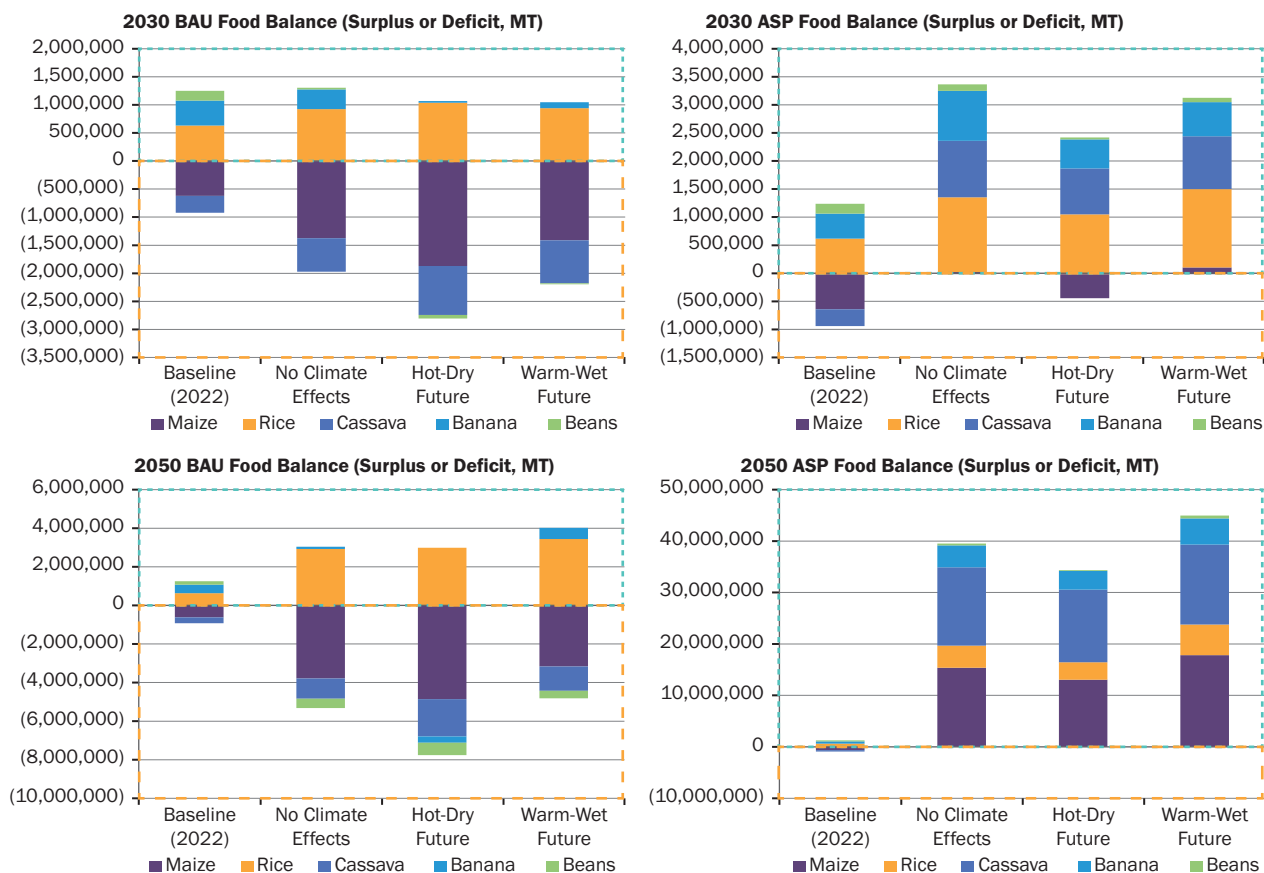 2030 BAU Food Balance (Surplus or Deficit, MT)
2,000,000
1,500,000
1,000,000
500,000
0
(500,000)
(1,000,000)
(1,500,000)
(2,000,000)
(2,500,000)
(3,000,000)
(3,500,000)
Baseline (2022)
No Climate Effects
Hot-Dry Future
Warm-Wet Future
Maize Rice Cassava Banana Beans
2030 ASP Food Balance (Surplus or Deficit, MT)
4,000,000
3,500,000
3,000,000
2,500,000
2,000,000
1,500,000
1,000,000
500,000
0
(500,000)
(1,000,000)
(1,500,000)
Baseline (2022)
No Climate Effects
Hot-Dry Future
Warm-Wet Future
Maize Rice Cassava Banana Beans
2050 BAU Food Balance (Surplus or Deficit, MT)
6,000,000
4,000,000
2,000,000
0
(2,000,000)
(4,000,000)
(6,000,000)
(8,000,000)
(10,000,000)
Baseline (2022)
No Climate Effects
Hot-Dry Future
Warm-Wet Future
Maize Rice Cassava Banana Beans
2050 ASP Food Balance (Surplus or Deficit, MT)
50,000,000
40,000,000
30,000,000
20,000,000
10,000,000
0
(10,000,000)
Baseline (2022)
No Climate Effects
Hot-Dry Future
Warm-Wet Future
Maize Rice Cassava Banana Beans